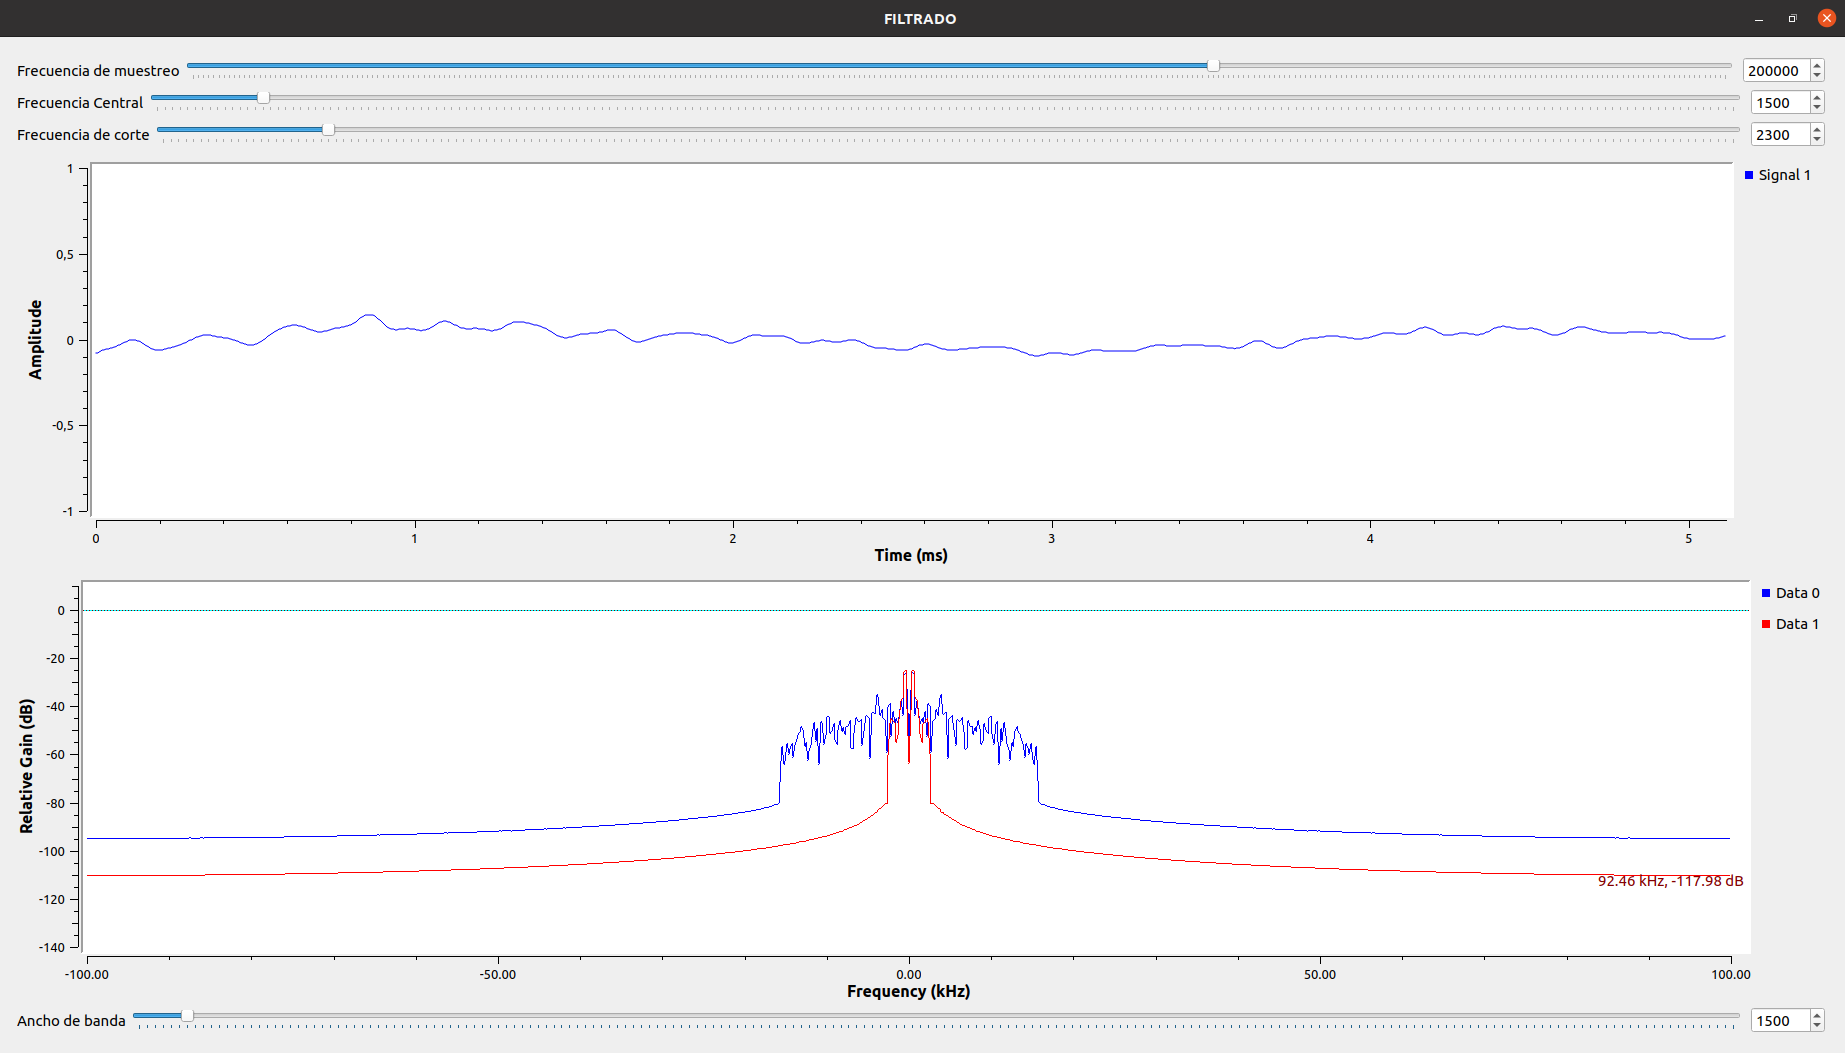 FILTRADO
Frecuencia de muestreo 200000
Frecuencia Central 1500
Frecuencia de corte 2300
1
0,5
0
-0,5
-1
Amplitude
Signal 1
0 1 2 3 4 5
Time (ms)
0
-20
-40
-60
-80
-100
-120
-140
Relative Gain (dB)
Data 0
Data 1
92.46 kHz, -117.98 dB
-100.00 -50.00 0.00 50.00 100.00
Frequency (kHz)
Ancho de banda 1500